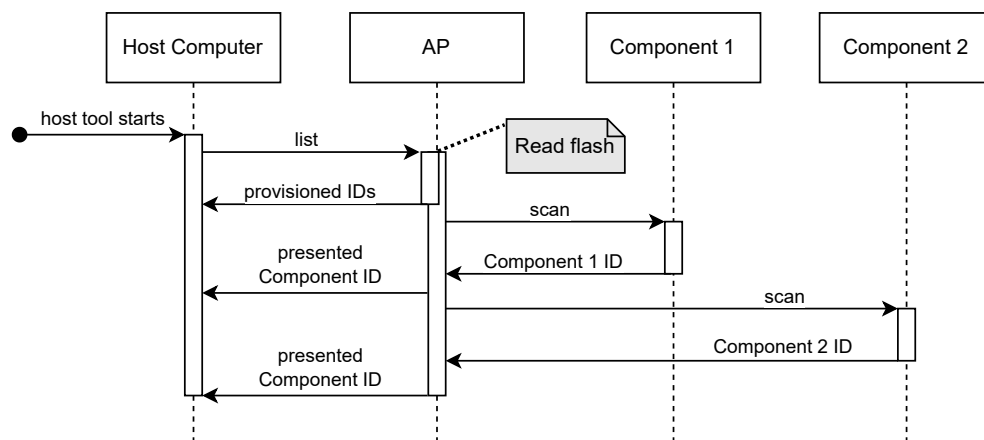 Host Computer
AP
Component 1
Component 2
host tool starts
list
Read flash
provisioned IDs
scan
presented
Component ID
Component 1 ID
scan
Component 2 ID
presented
Component ID